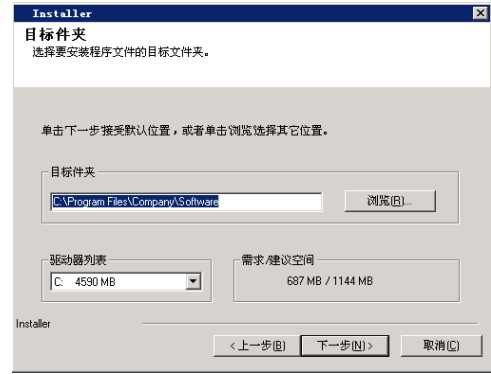 Installer
目标件夹
选择要安装程序文件的目标文件夹。
单击“下一步”接受默认位置，或者单击“浏览”选择其它位置。
目标件夹
C:\Program Files\Company\Software
浏览(R)...
驱动器列表
C: 4590 MB
需求/建议空间
687 MB / 1144 MB
Installer
<上一步(B)
下一步(N)>
取消(C)